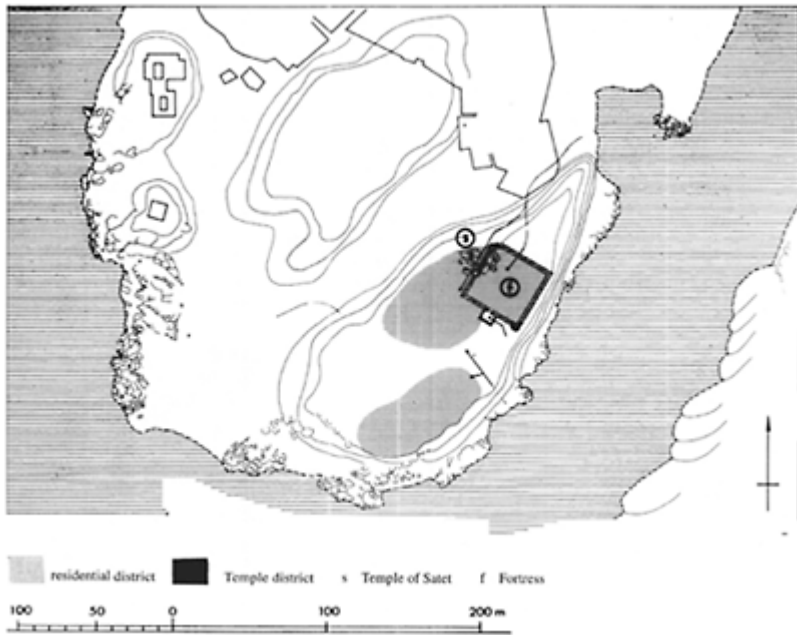 s
f
residential district Temple district s Temple of Satet f Fortress
100 50 0 100 200 m